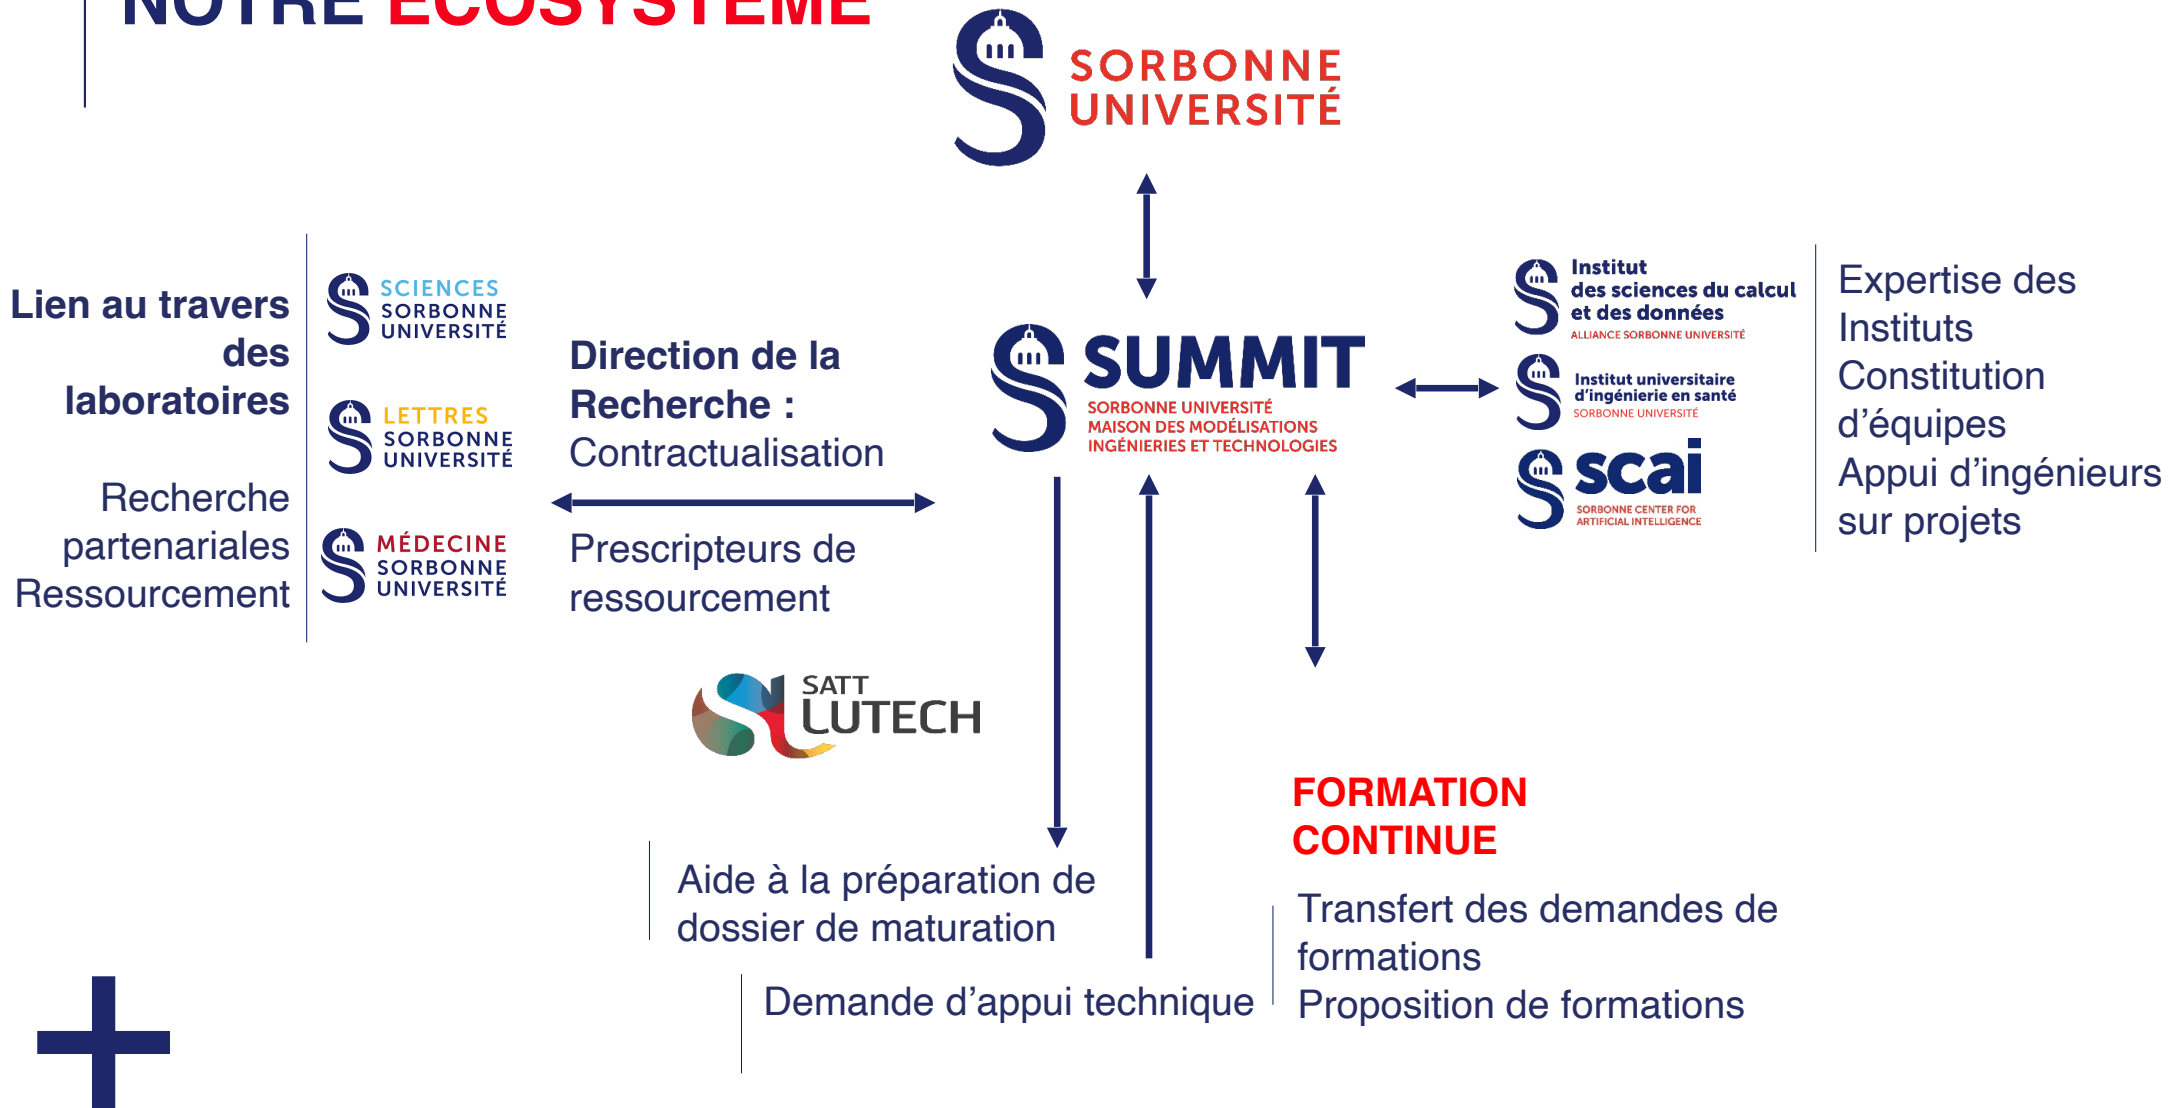 NOTRE ÉCOSYSTÈME
SORBONNE
UNIVERSITÉ
Lien au travers
des
laboratoires
Recherche
partenariales
Ressourcement
SCIENCES
SORBONNE
UNIVERSITÉ
LETTRES
SORBONNE
UNIVERSITÉ
MÉDECINE
SORBONNE
UNIVERSITÉ
Direction de la
Recherche :
Contractualisation
Prescripteurs de
ressourcement
SUMMIT
SORBONNE UNIVERSITÉ
MAISON DES MODÉLISATIONS
INGÉNIERIES ET TECHNOLOGIES
Institut
des sciences du calcul
et des données
ALLIANCE SORBONNE UNIVERSITÉ
Institut universitaire
d'ingénierie en santé
SORBONNE UNIVERSITÉ
scai
SORBONNE CENTER FOR
ARTIFICIAL INTELLIGENCE
Expertise des
Instituts
Constitution
d’équipes
Appui d’ingénieurs
sur projets
SATT
LUTECH
Aide à la préparation de
dossier de maturation
Demande d’appui technique
FORMATION
CONTINUE
Transfert des demandes de
formations
Proposition de formations